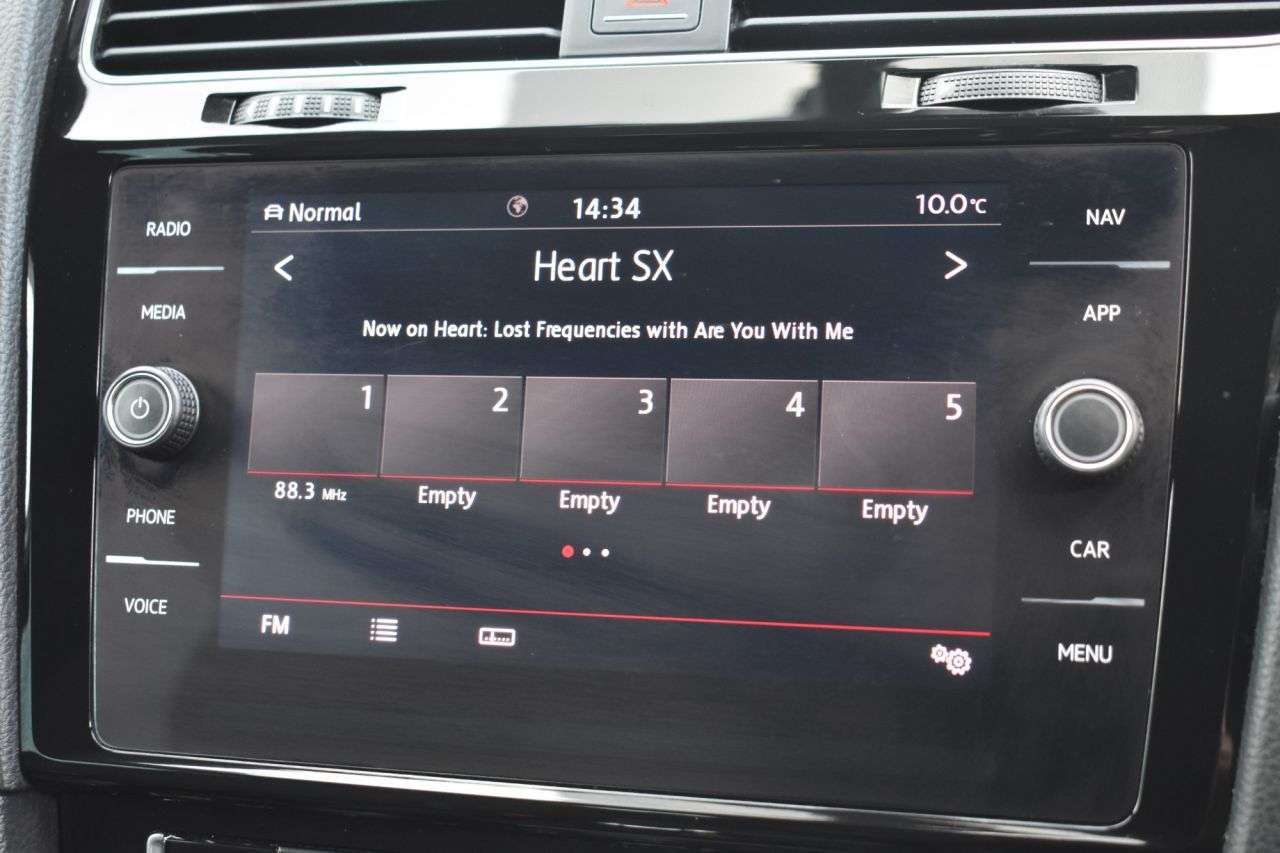 RADIO
MEDIA
PHONE
VOICE
Normal
14:34
10.0°C
< Heart SX >
Now on Heart: Lost Frequencies with Are You With Me
1 2 3 4 5
88.3 MHz Empty Empty Empty Empty
FM
NAV
APP
CAR
MENU